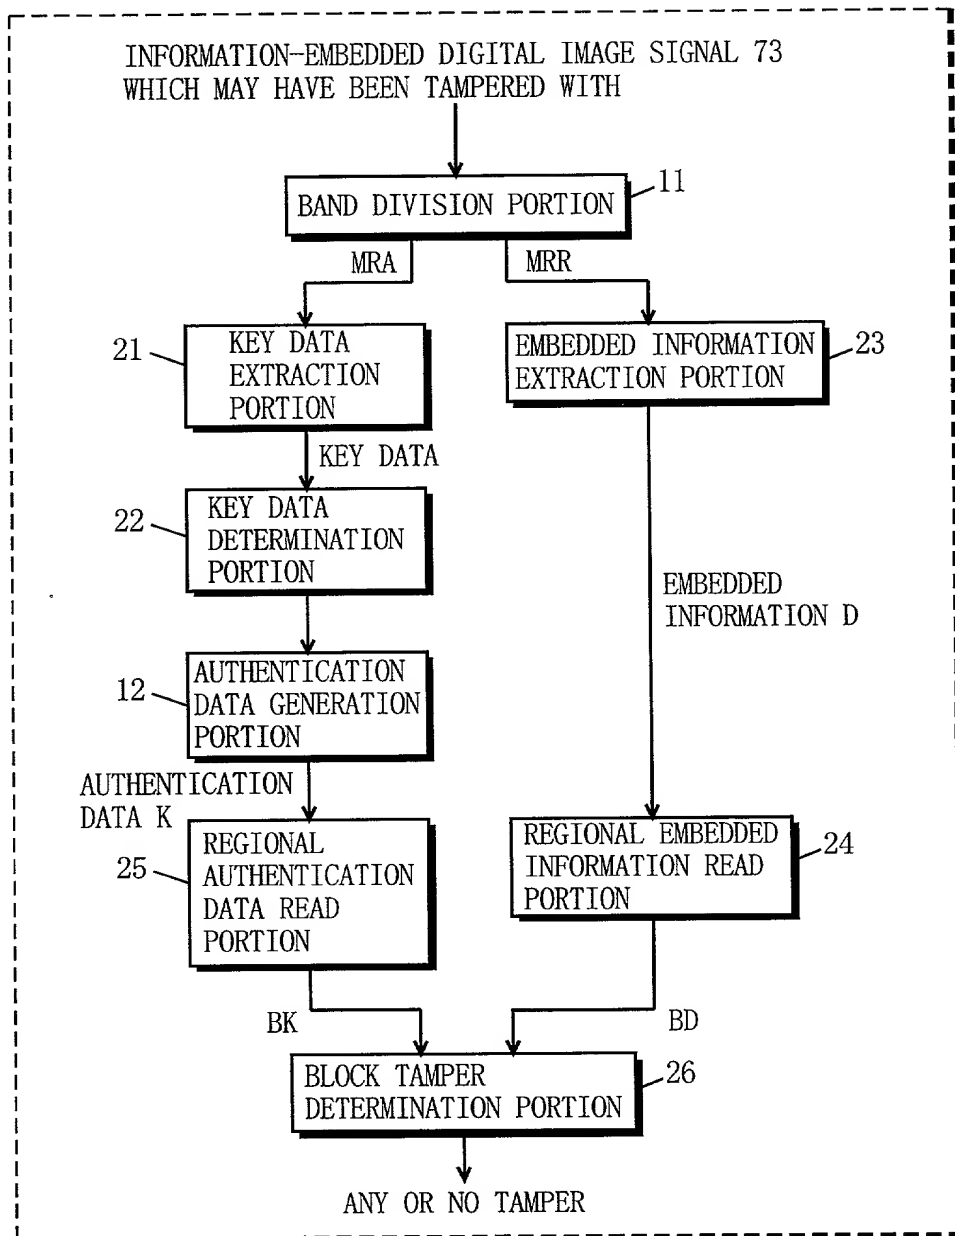 INFORMATION-EMBEDDED DIGITAL IMAGE SIGNAL 73
WHICH MAY HAVE BEEN TAMPERED WITH
11
BAND DIVISION PORTION
MRA
MRR
21
KEY DATA
EXTRACTION
PORTION
EMBEDDED INFORMATION
EXTRACTION PORTION
23
KEY DATA
22
KEY DATA
DETERMINATION
PORTION
EMBEDDED
INFORMATION D
12
AUTHENTICATION
DATA GENERATION
PORTION
AUTHENTICATION
DATA K
25
REGIONAL
AUTHENTICATION
DATA READ
PORTION
REGIONAL EMBEDDED
INFORMATION READ
PORTION
24
BK
BD
BLOCK TAMPER
DETERMINATION PORTION
26
ANY OR NO TAMPER